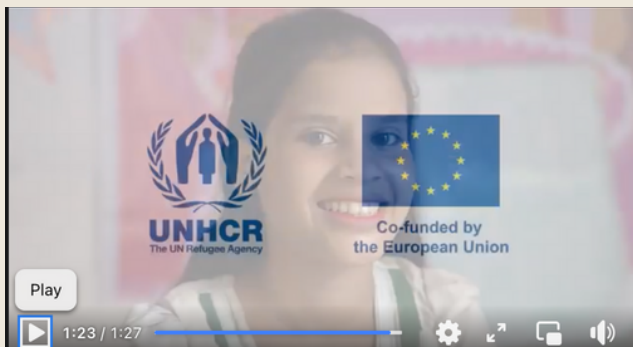 UNHCR
The UN Refugee Agency
Co-funded by
the European Union
Play
1:23 / 1:27